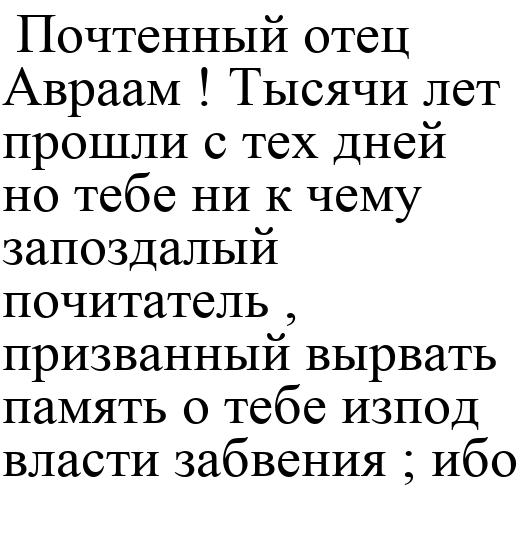 Почтенный отец
Авраам ! Тысячи лет
прошли с тех дней
но тебе ни к чему
запоздалый
почитатель ,
призванный вырвать
память о тебе изпод
власти забвения ; ибо